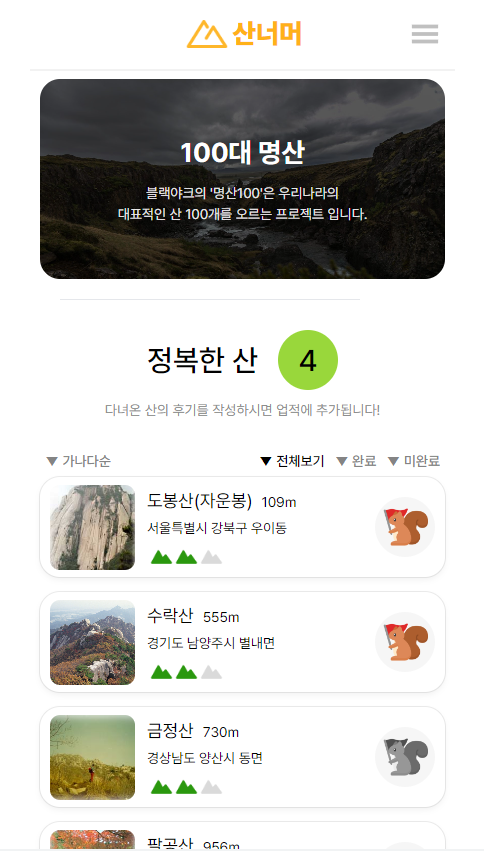 산너머
100대 명산
블랙야크의 '명산100'은 우리나라의
대표적인 산 100개를 오르는 프로젝트 입니다.
정복한 산 4
다녀온 산의 후기를 작성하시면 업적에 추가됩니다!
▼ 가나다순 ▼ 전체보기 ▼ 완료 ▼ 미완료
도봉산(자운봉) 109m
서울특별시 강북구 우이동
수락산 555m
경기도 남양주시 별내면
금정산 730m
경상남도 양산시 동면
팔공산 956m